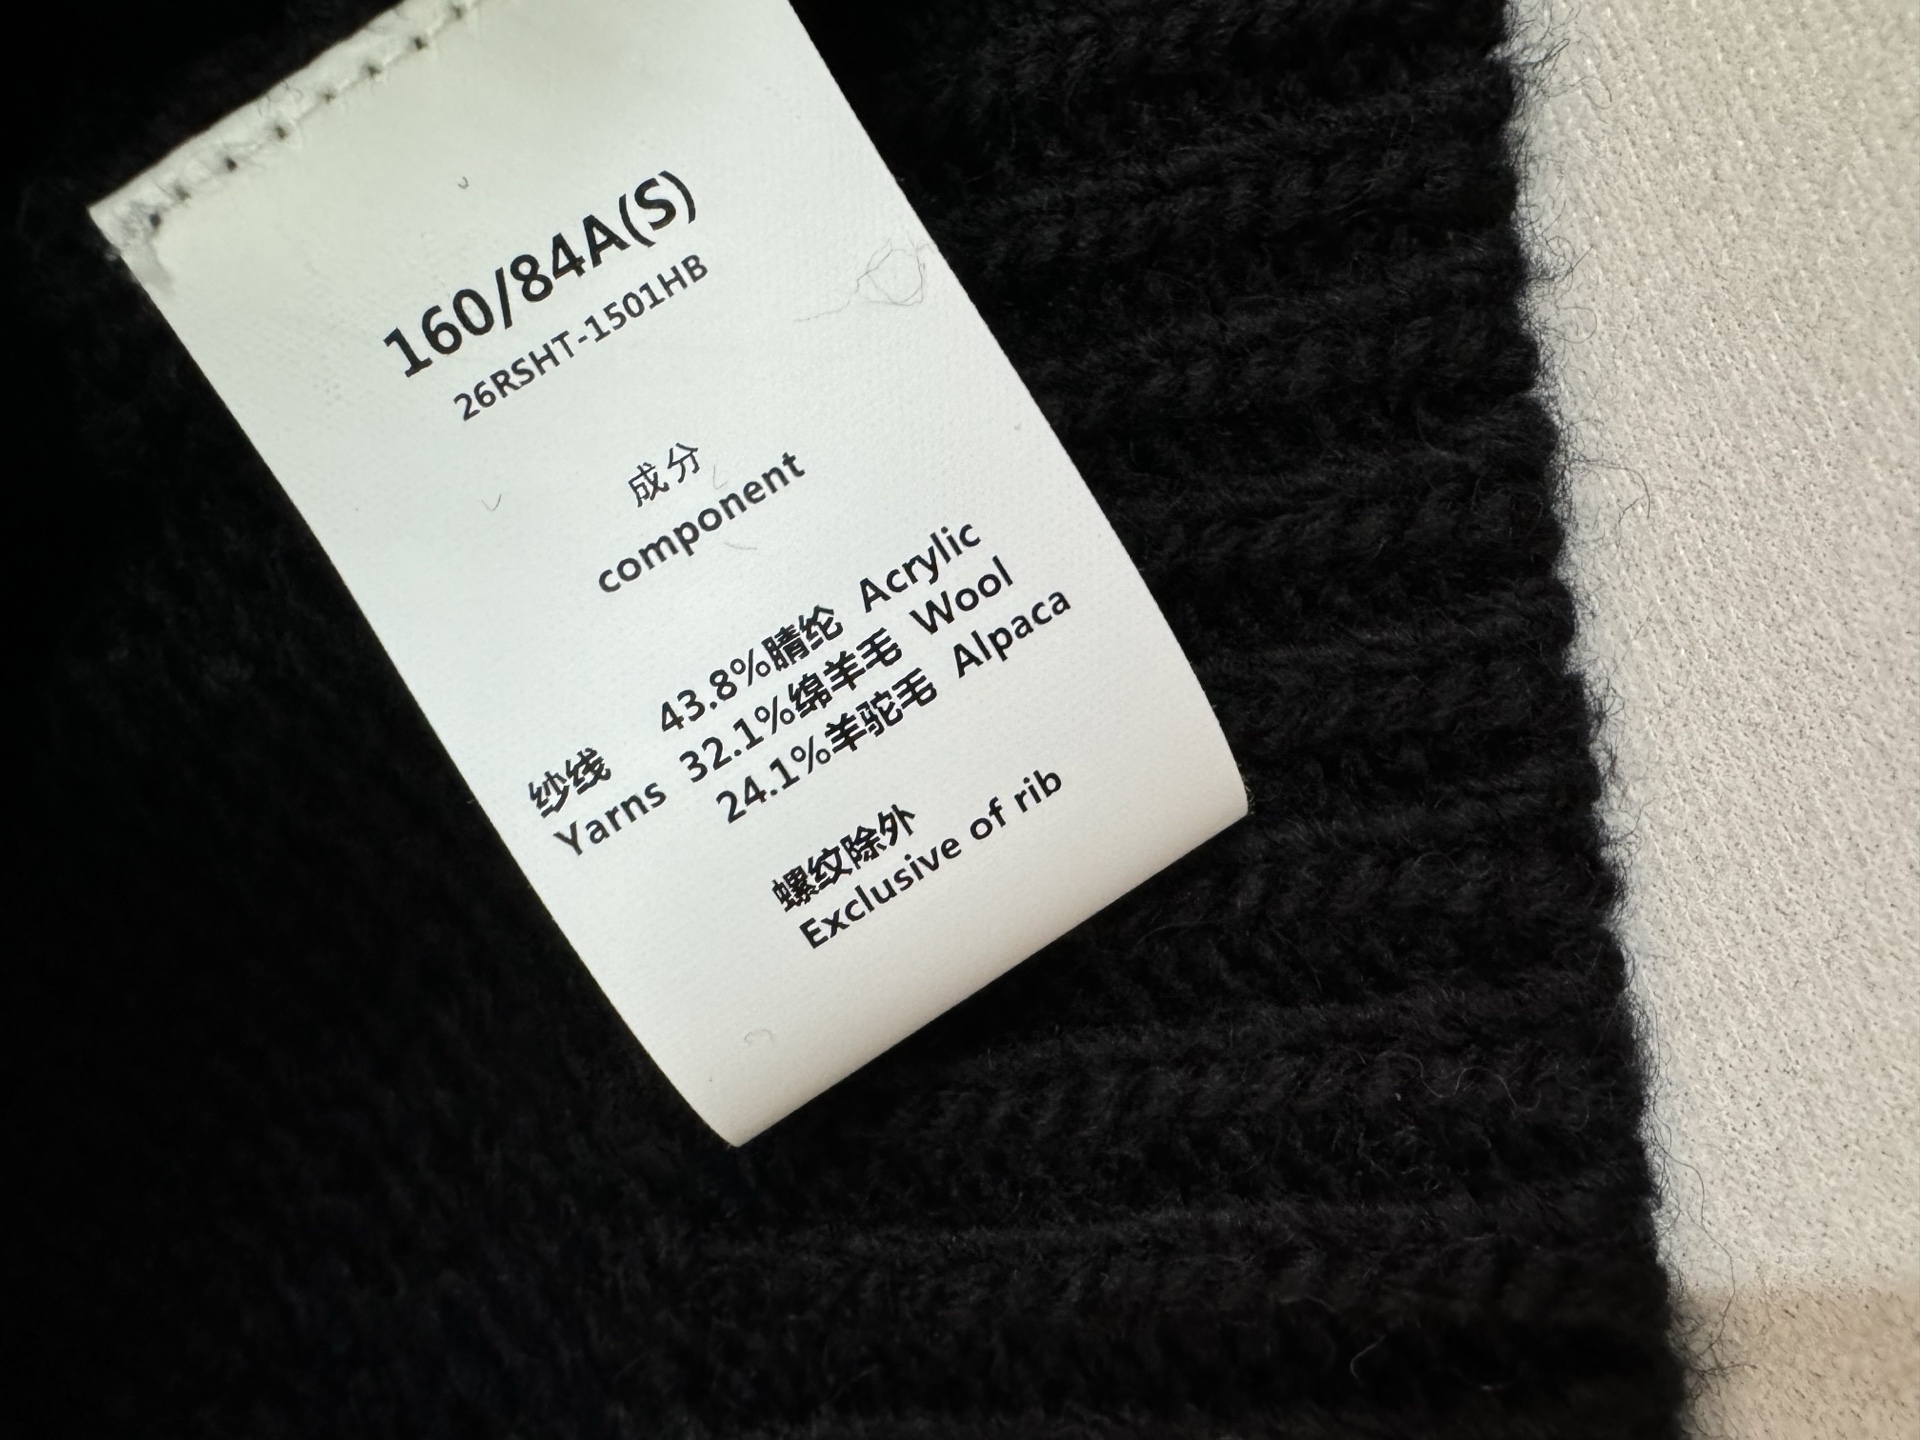 160/84A(S)
26RSHT-1501HB
成分
component
43.8%腈纶 Acrylic
纱线 32.1%绵羊毛 Wool
Yarns 24.1%羊驼毛 Alpaca
螺纹除外
Exclusive of rib